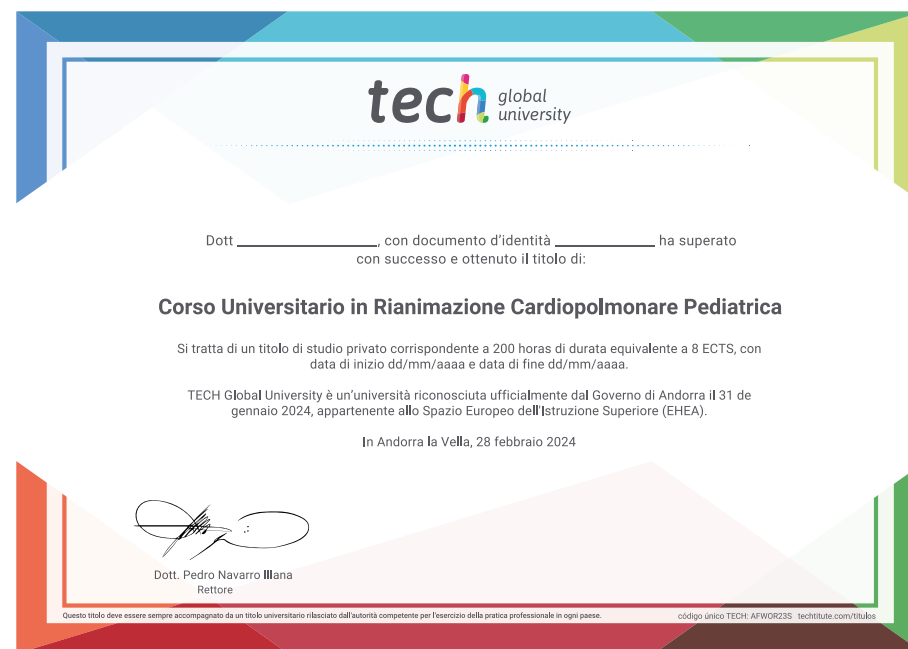 tech global university
Dott ____________, con documento d'identità ____________ ha superato
con successo e ottenuto il titolo di:
Corso Universitario in Rianimazione Cardiopolmonare Pediatrica
Si tratta di un titolo di studio privato corrispondente a 200 horas di durata equivalente a 8 ECTS, con
data di inizio dd/mm/aaaa e data di fine dd/mm/aaaa.
TECH Global University è un'università riconosciuta ufficialmente dal Governo di Andorra il 31 de
gennaio 2024, appartenente allo Spazio Europeo dell'Istruzione Superiore (EHEA).
In Andorra la Vella, 28 febbraio 2024
Dott. Pedro Navarro Illana
Rettore
Questo titolo deve essere sempre accompagnato da un titolo universitario rilasciato dall'autorità competente per l'esercizio della pratica professionale in ogni paese.
código único TECH: AFWOR23S techtitute.com/titulos